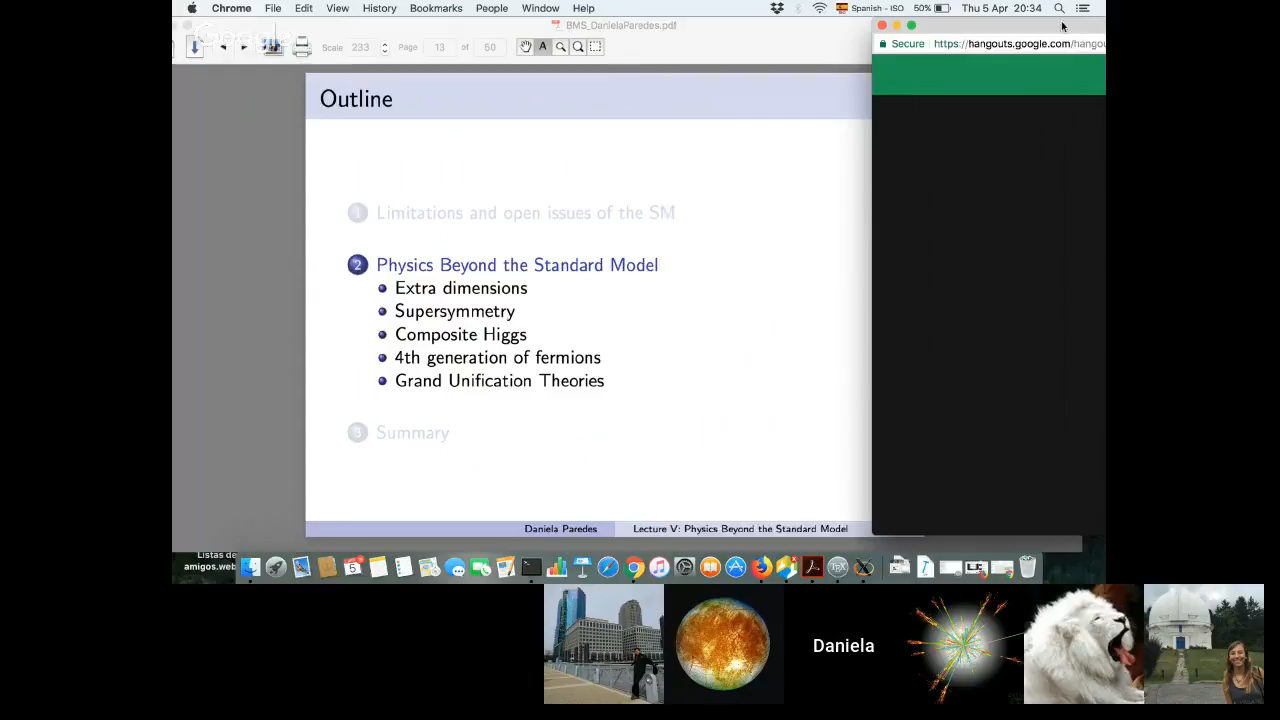 Chrome File Edit View History Bookmarks People Window Help Spanish - ISO 50% Thu 5 Apr 20:34
BMS_DanielaParedes.pdf
Google
Scale 233 Page 13 of 50
Secure https://hangouts.google.com/hangou
Outline
1 Limitations and open issues of the SM
2 Physics Beyond the Standard Model
Extra dimensions
Supersymmetry
Composite Higgs
4th generation of fermions
Grand Unification Theories
3 Summary
Daniela Paredes Lecture V: Physics Beyond the Standard Model
Listas de
amigos.web
5
Daniela